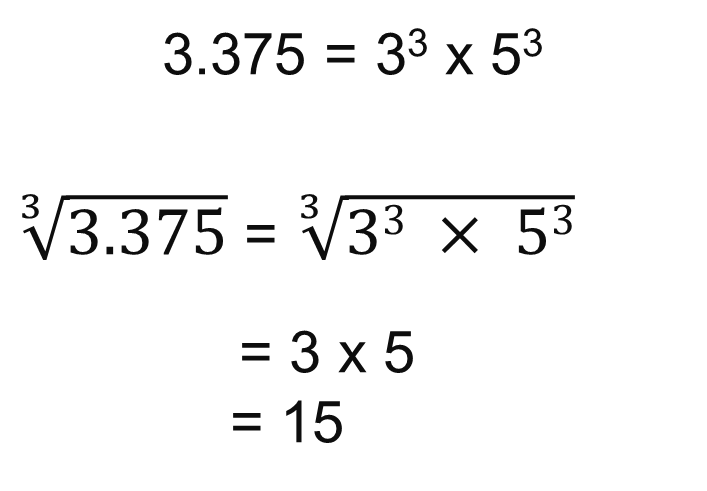 3.375 = 3³ x 5³
∛3.375 = ∛3³ × 5³
= 3 x 5
= 15